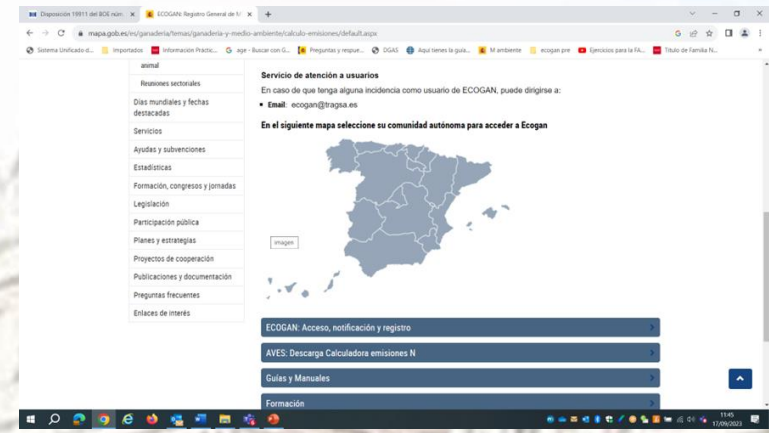 Disposición 19911 del BOE núm.
ECOGAN: Registro General de
mapa.gob.es/es/ganaderia/temas/ganaderia-y-medio-ambiente/calculo-emisiones/default.aspx
Sistema Unificado d... Importados Información Practic... age - Buscar con G... Preguntas y respue... DGAS Aqui tienes la guia... M ambiente ecogan pre Ejercicios para la FA... Titulo de Familia N...
animal
Reuniones sectoriales
Días mundiales y fechas
destacadas
Servicios
Ayudas y subvenciones
Estadísticas
Formación, congresos y jornadas
Legislación
Participación pública
Planes y estrategias
Proyectos de cooperación
Publicaciones y documentación
Preguntas frecuentes
Enlaces de interés
Servicio de atención a usuarios
En caso de que tenga alguna incidencia como usuario de ECOGAN, puede dirigirse a:
Email: ecogan@tragsa.es
En el siguiente mapa seleccione su comunidad autónoma para acceder a Ecogan
imagen
ECOGAN: Acceso, notificación y registro
AVES: Descarga Calculadora emisiones N
Guías y Manuales
Formación
11:45
17/09/2023